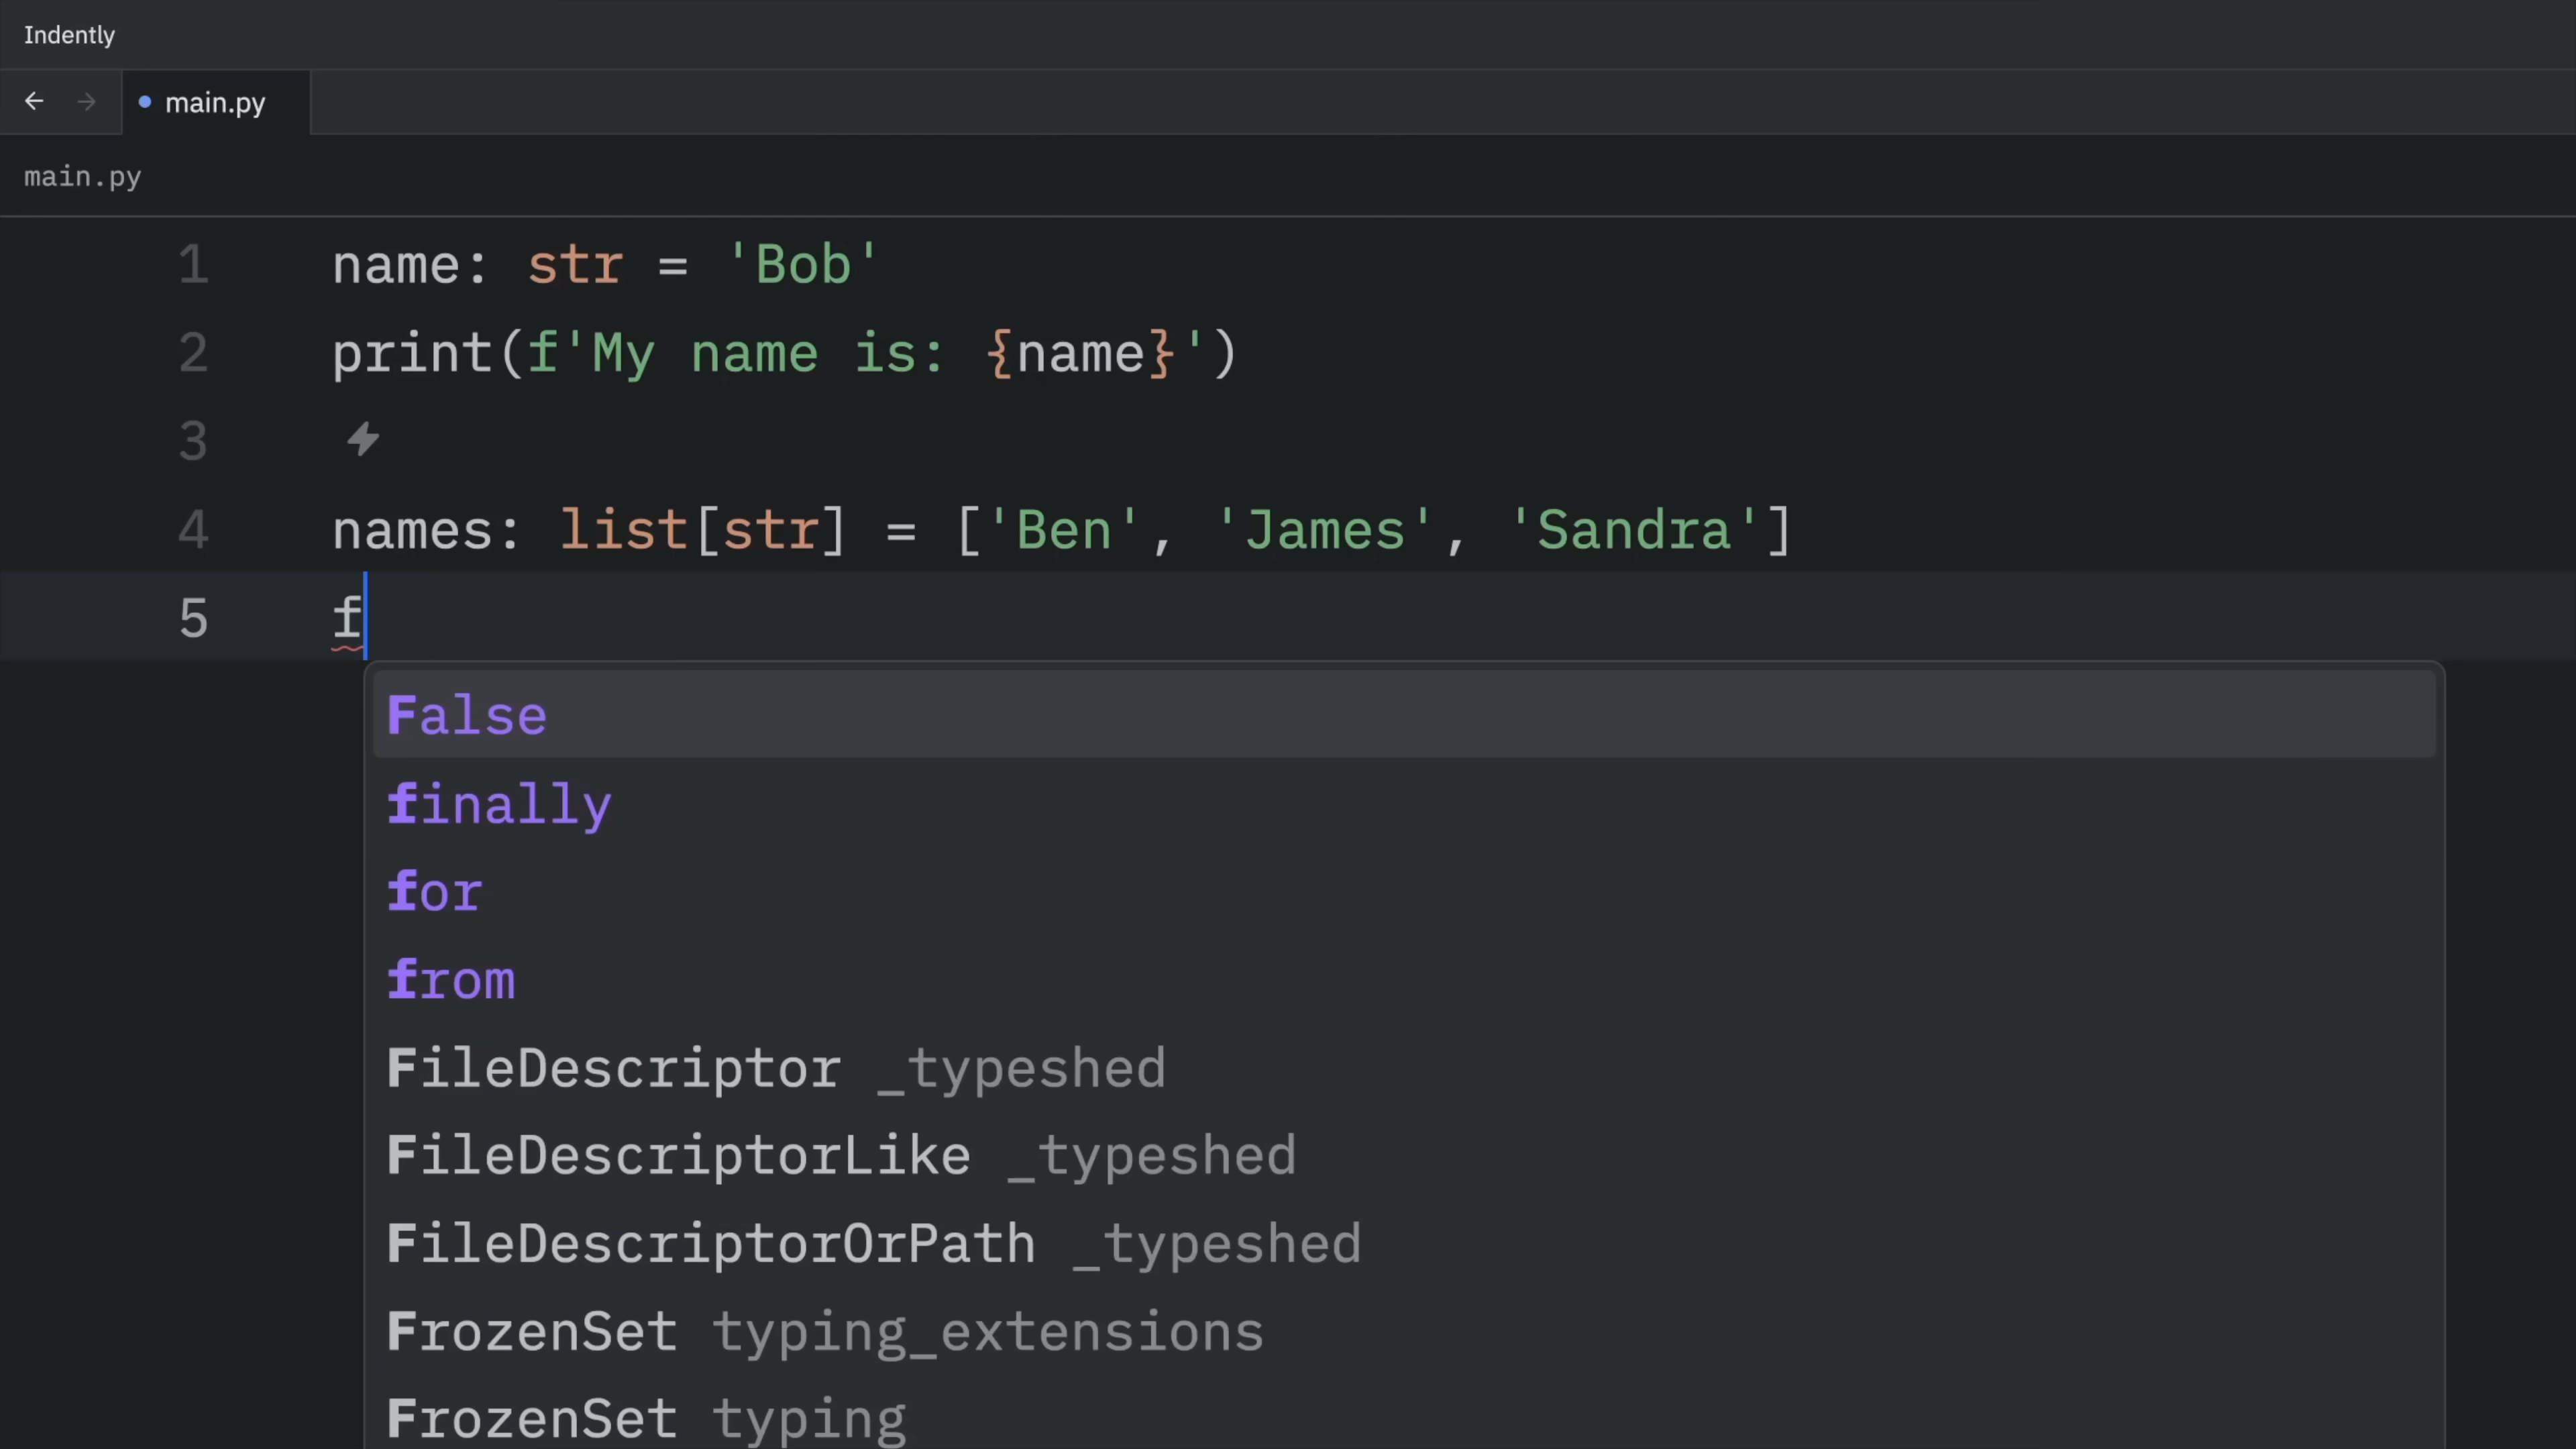 Indently
main.py
main.py
1 name: str = 'Bob'
2 print(f'My name is: {name}')
3
4 names: list[str] = ['Ben', 'James', 'Sandra']
5 f
False
finally
for
from
FileDescriptor _typeshed
FileDescriptorLike _typeshed
FileDescriptorOrPath _typeshed
FrozenSet typing_extensions
FrozenSet typing